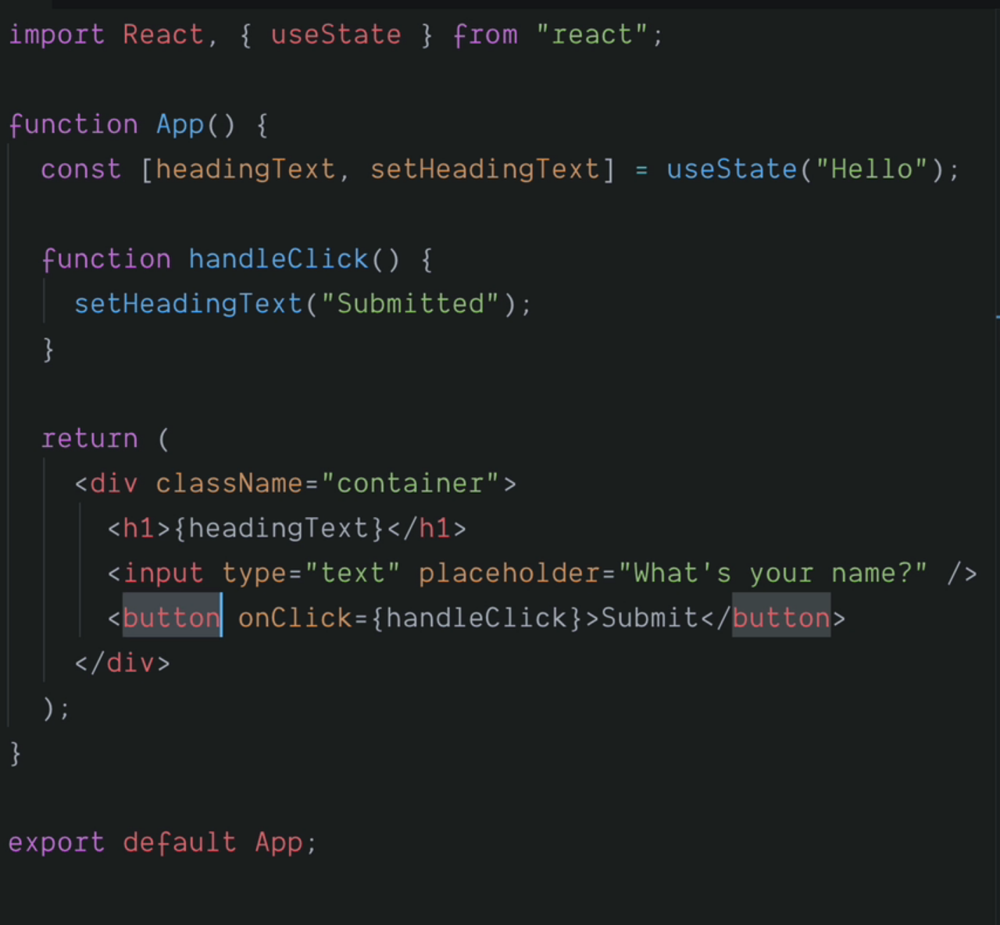 import React, { useState } from "react";
function App() {
const [headingText, setHeadingText] = useState("Hello");
function handleClick() {
setHeadingText("Submitted");
}
return (
<div className="container">
<h1>{headingText}</h1>
<input type="text" placeholder="What's your name?" />
<button onClick={handleClick}>Submit</button>
</div>
);
}
export default App;